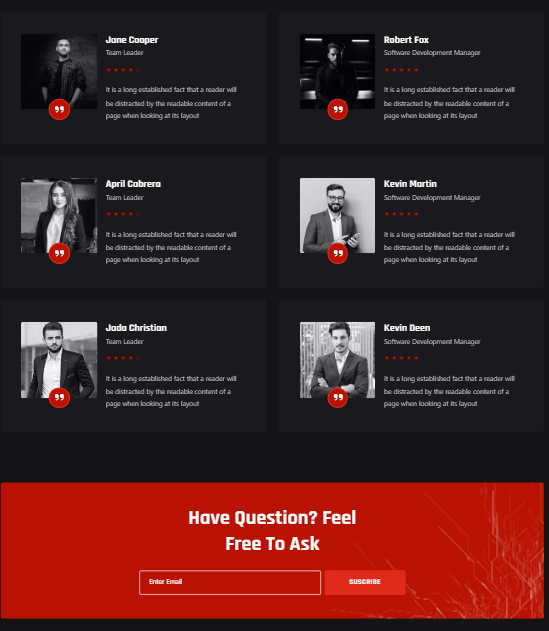 Jane Cooper
Team Leader
It is a long established fact that a reader will
be distracted by the readable content of a
page when looking at its layout
Robert Fox
Software Development Manager
It is a long established fact that a reader will
be distracted by the readable content of a
page when looking at its layout
April Cabrera
Team Leader
It is a long established fact that a reader will
be distracted by the readable content of a
page when looking at its layout
Kevin Martin
Software Development Manager
It is a long established fact that a reader will
be distracted by the readable content of a
page when looking at its layout
Jada Christian
Team Leader
It is a long established fact that a reader will
be distracted by the readable content of a
page when looking at its layout
Kevin Deen
Software Development Manager
It is a long established fact that a reader will
be distracted by the readable content of a
page when looking at its layout
Have Question? Feel
Free To Ask
Enter Email
SUSCRIBE